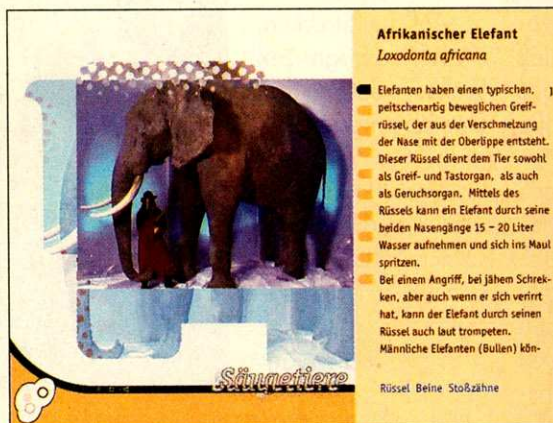 Afrikanischer Elefant
Loxodonta africana
Elefanten haben einen typischen,
peitschenartig beweglichen Greif-
rüssel, der aus der Verschmelzung
der Nase mit der Oberlippe entsteht.
Dieser Rüssel dient dem Tier sowohl
als Greif- und Tastorgan, als auch
als Geruchsorgan. Mittels des
Rüssels kann ein Elefant durch seine
beiden Nasengänge 15 – 20 Liter
Wasser aufnehmen und sich ins Maul
spritzen.
Bei einem Angriff, bei jähem Schrek-
ken, aber auch wenn er sich verirrt
hat, kann der Elefant durch seinen
Rüssel auch laut trompeten.
Männliche Elefanten (Bullen) kön-
Rüssel Beine Stoßzähne
Säugetiere